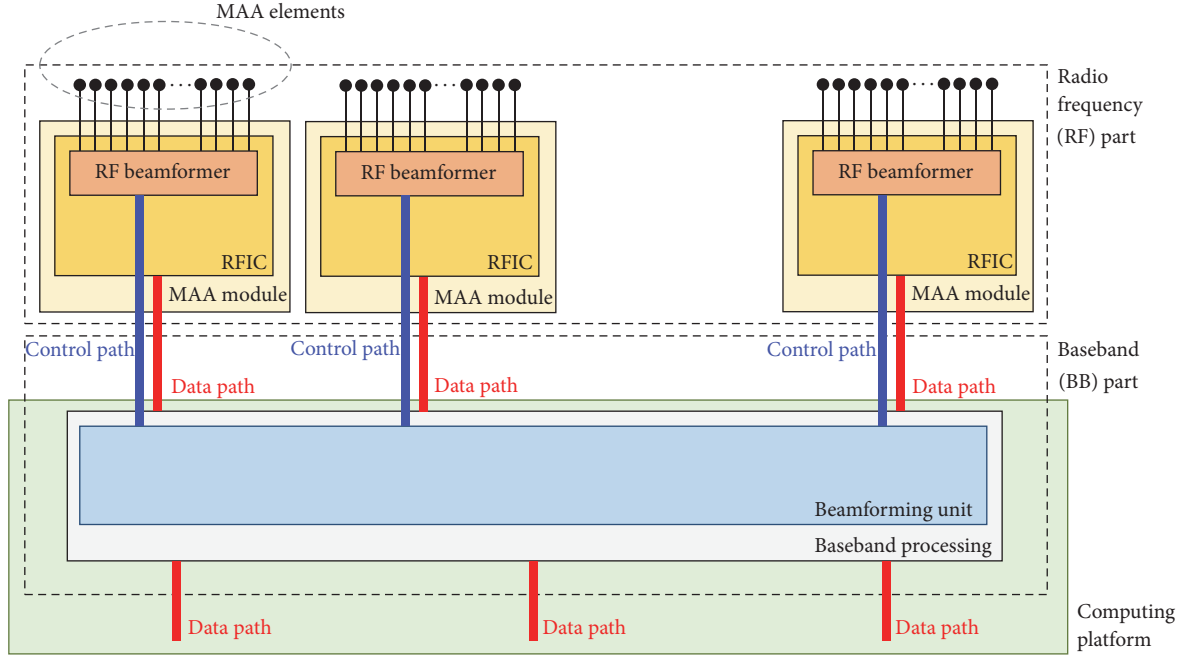 MAA elements
Radio
frequency
(RF) part
RF beamformer
RF beamformer
RF beamformer
RFIC
RFIC
RFIC
MAA module
MAA module
MAA module
Control path
Control path
Control path
Baseband
(BB) part
Data path
Data path
Data path
Beamforming unit
Baseband processing
Data path
Data path
Data path
Computing
platform